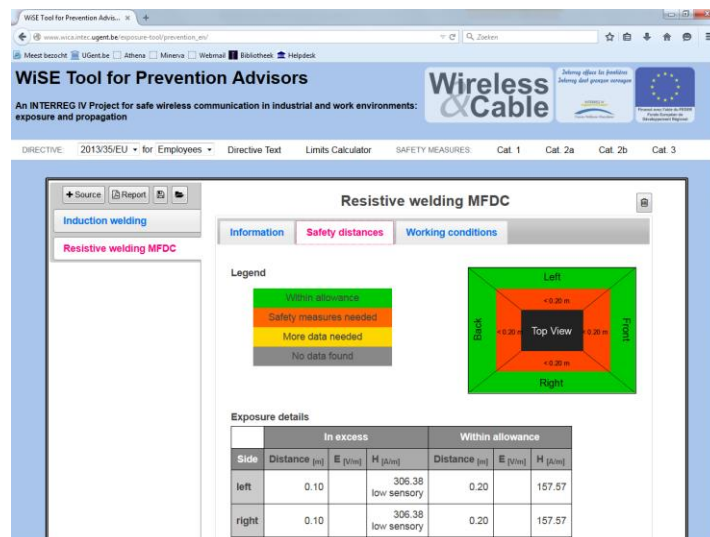 WiSE Tool for Prevention Advis... × +
www.wica.intec.ugent.be/exposure-tool/prevention_en/
Zoeken
Meest bezocht UGent.be Athena Minerva Webmail Bibliotheek Helpdesk
WiSE Tool for Prevention Advisors
An INTERREG IV Project for safe wireless communication in industrial and work environments:
exposure and propagation
Wireless
&Cable
DIRECTIVE: 2013/35/EU for Employees Directive Text Limits Calculator SAFETY MEASURES: Cat. 1 Cat. 2a Cat. 2b Cat. 3
+ Source Report
Induction welding
Resistive welding MFDC
Resistive welding MFDC
Information Safety distances Working conditions
Legend
Within allowance
Safety measures needed
More data needed
No data found
Left
< 0.20 m
Back
< 0.20 m
Top View
< 0.20 m
Front
< 0.20 m
Right
Exposure details
In excess Within allowance
Side Distance [m] E [V/m] H [A/m] Distance [m] E [V/m] H [A/m]
left 0.10 306.38 low sensory 0.20 157.57
right 0.10 306.38 low sensory 0.20 157.57